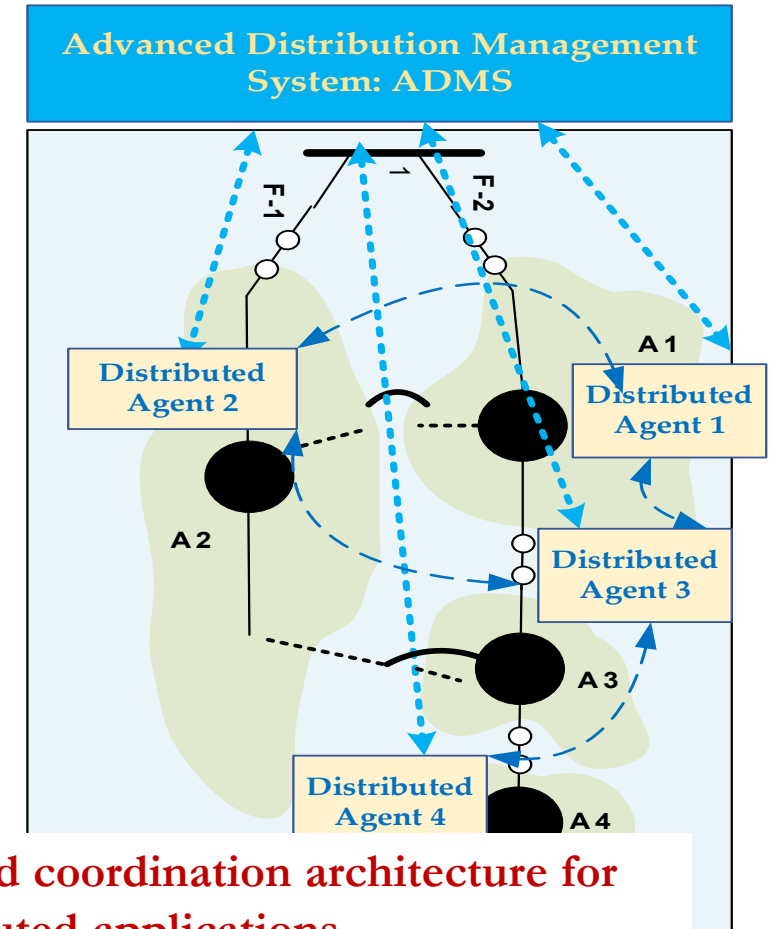 Advanced Distribution Management
System: ADMS
1
F-1
F-2
A1
Distributed
Agent 2
Distributed
Agent 1
A2
Distributed
Agent 3
A3
Distributed
Agent 4
A4
coordination architecture for
applications